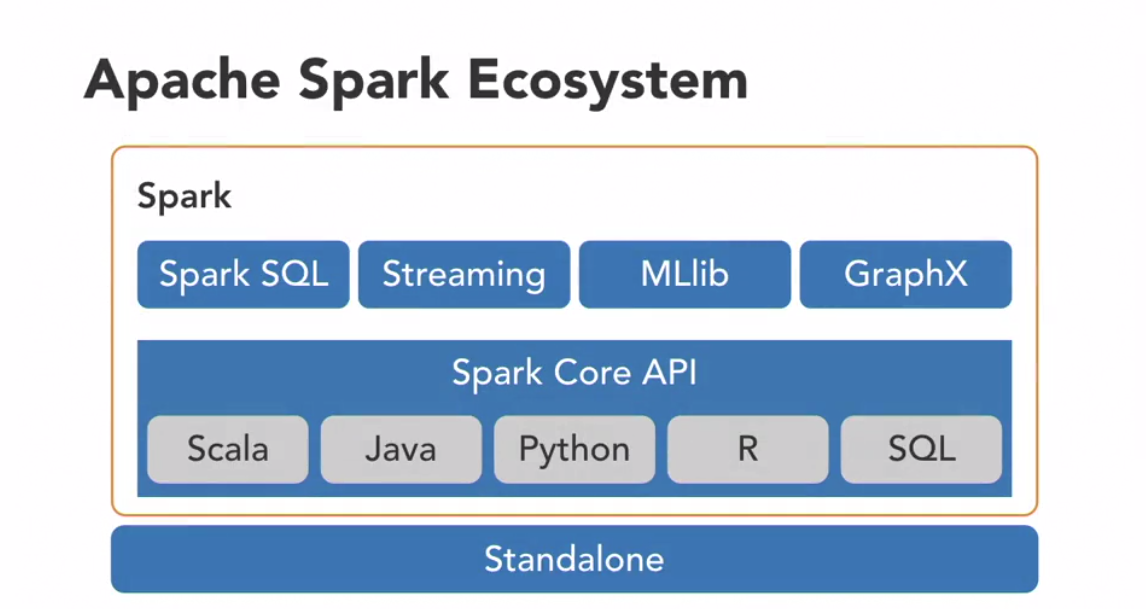 Apache Spark Ecosystem
Spark
Spark SQL Streaming MLlib GraphX
Spark Core API
Scala Java Python R SQL
Standalone